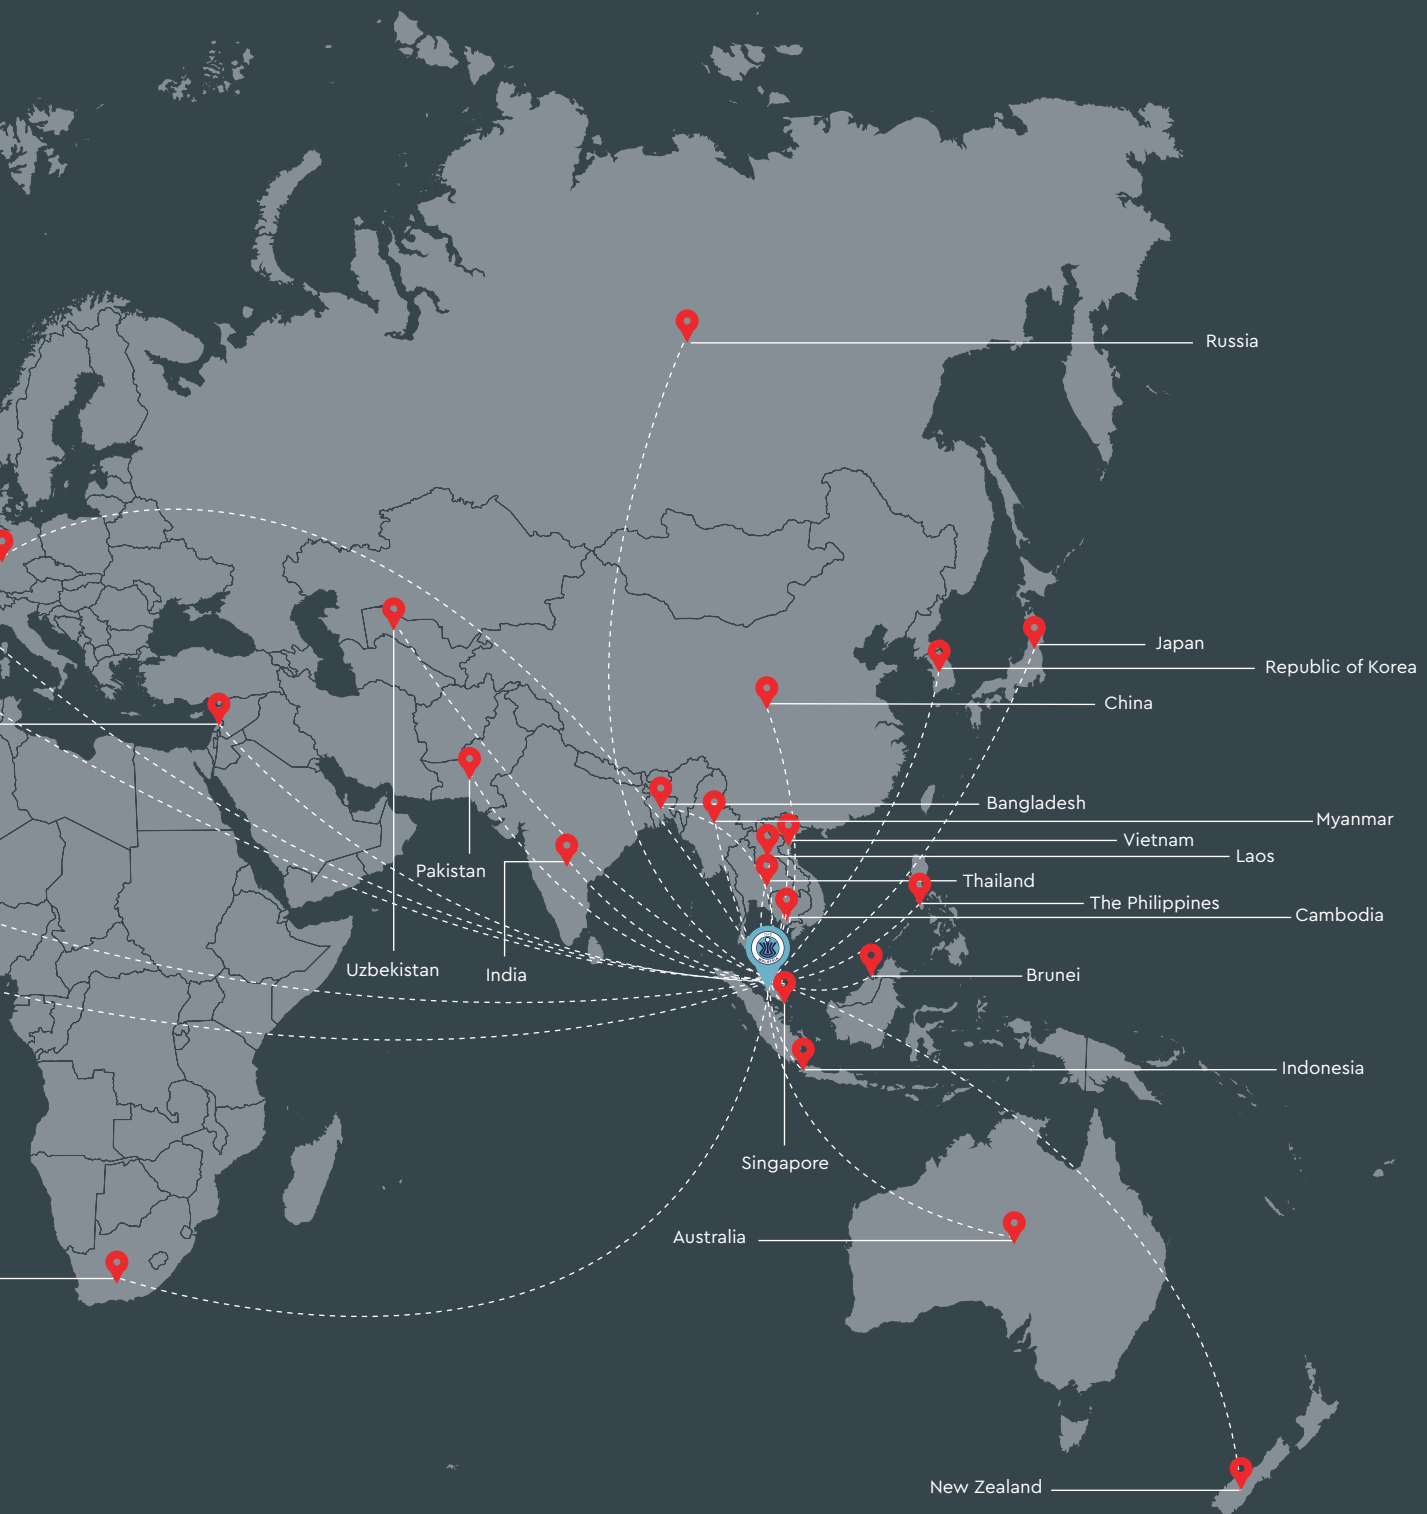 Russia
Japan
Republic of Korea
China
Bangladesh
Myanmar
Vietnam
Laos
Pakistan
Thailand
The Philippines
Cambodia
Uzbekistan
India
Brunei
Indonesia
Singapore
Australia
New Zealand